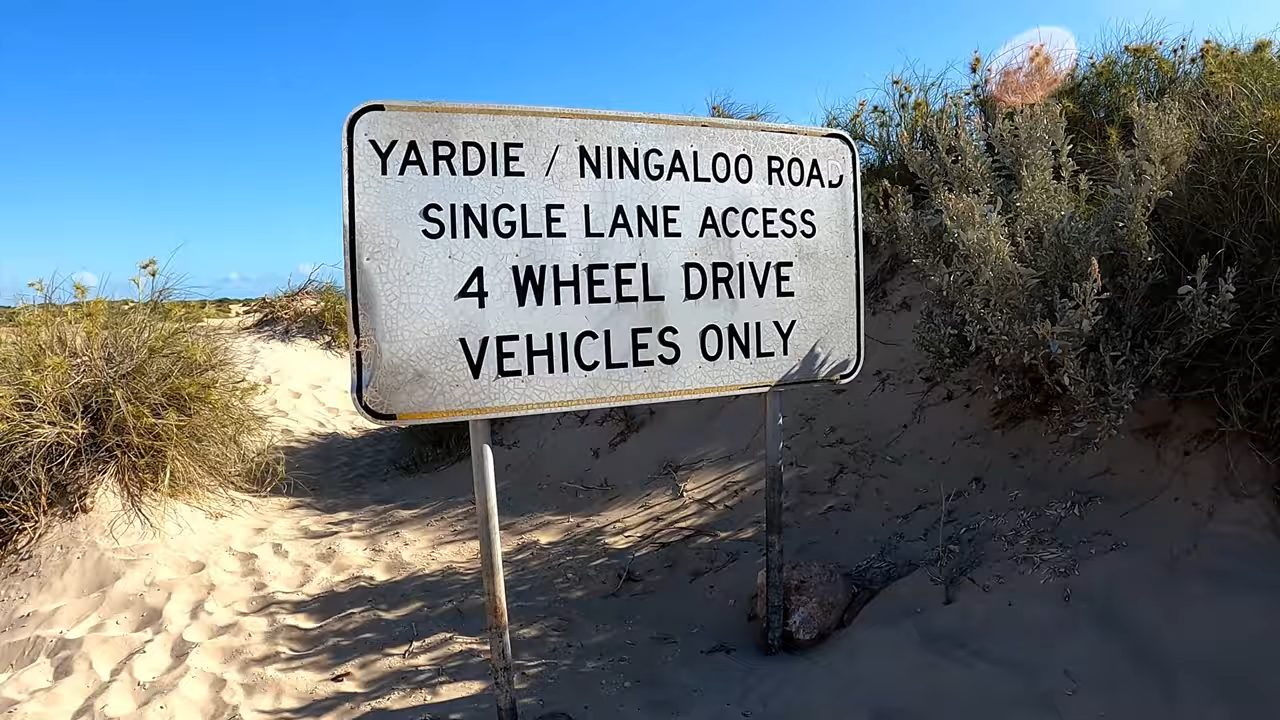 YARDIE / NINGALOO ROAD
SINGLE LANE ACCESS
4 WHEEL DRIVE
VEHICLES ONLY